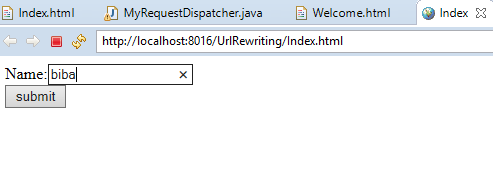 Index.html MyRequestDispatcher.java Welcome.html Index
http://localhost:8016/UrlRewriting/Index.html
Name: biba
submit